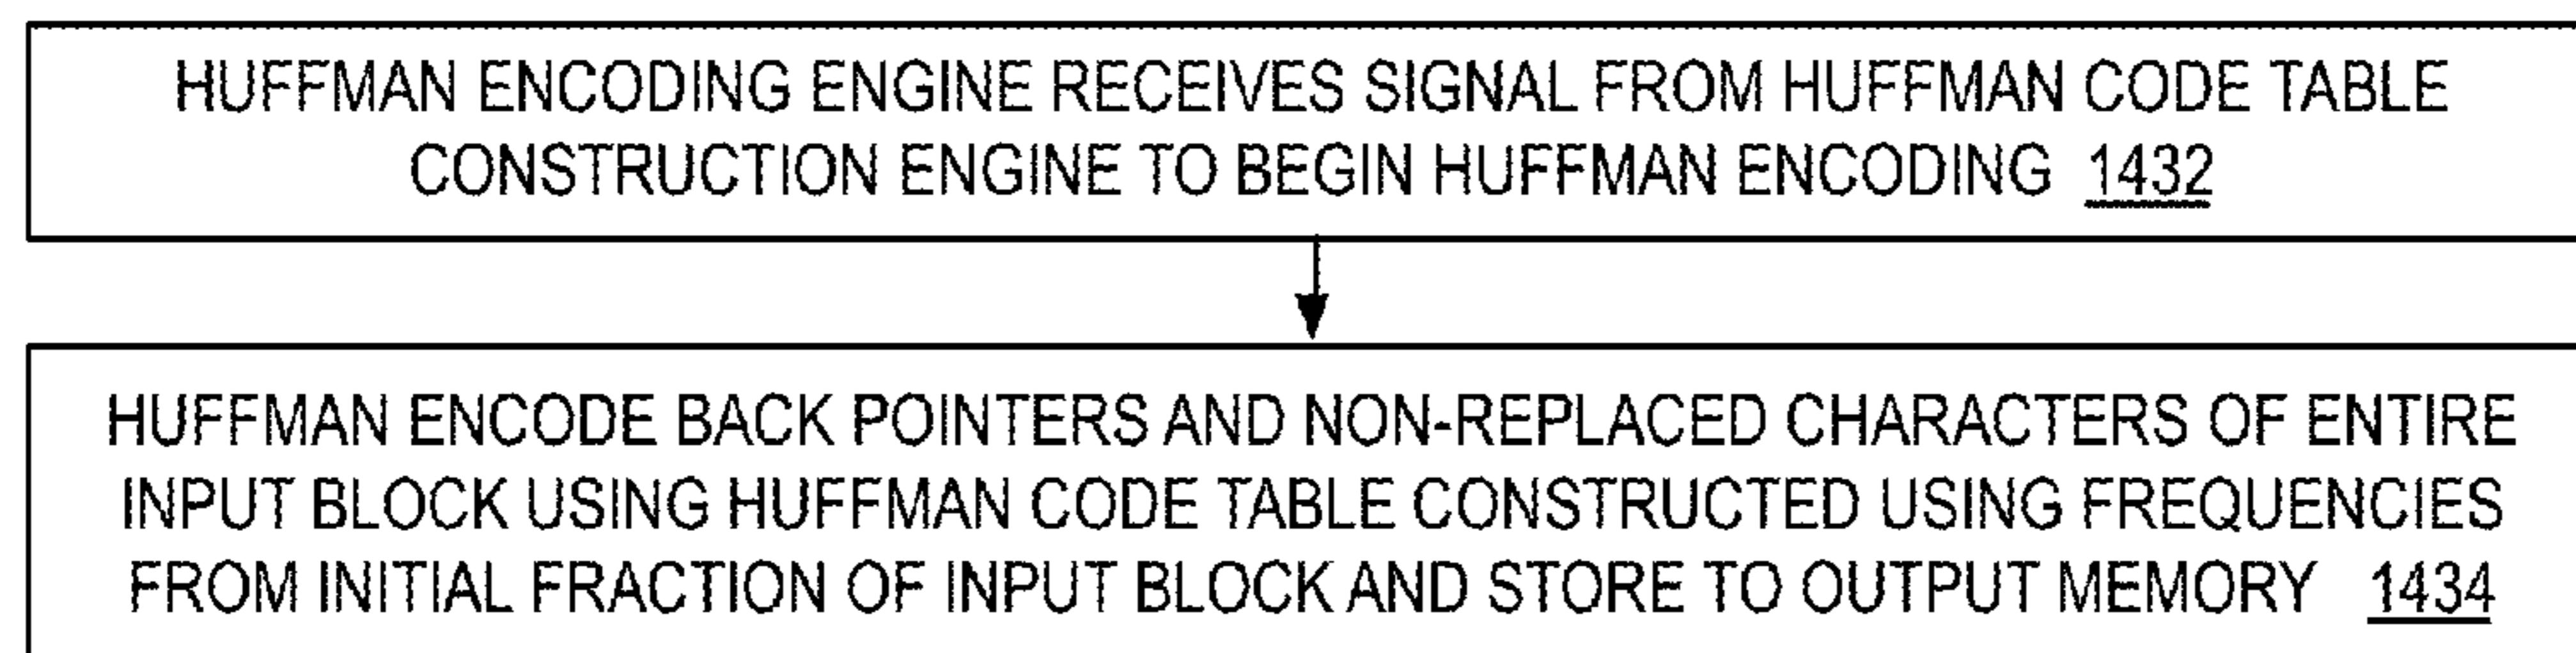 HUFFMAN ENCODING ENGINE RECEIVES SIGNAL FROM HUFFMAN CODE TABLE
CONSTRUCTION ENGINE TO BEGIN HUFFMAN ENCODING 1432
HUFFMAN ENCODE BACK POINTERS AND NON-REPLACED CHARACTERS OF ENTIRE
INPUT BLOCK USING HUFFMAN CODE TABLE CONSTRUCTED USING FREQUENCIES
FROM INITIAL FRACTION OF INPUT BLOCK AND STORE TO OUTPUT MEMORY 1434